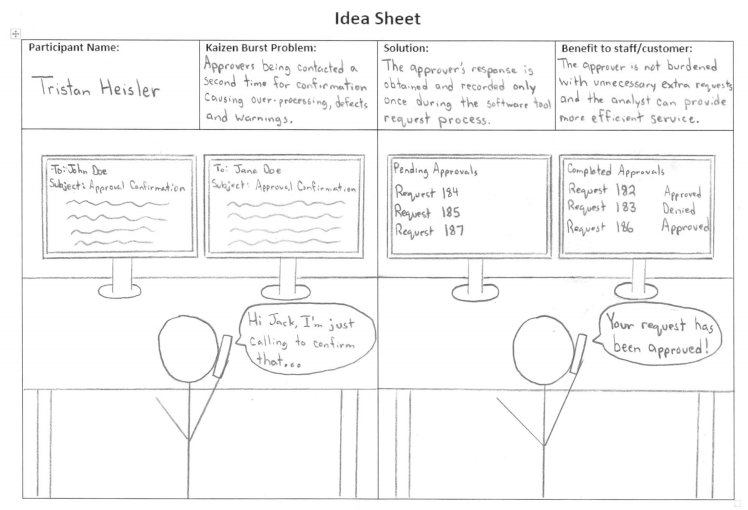 Idea Sheet
Participant Name:
Tristan Heisler
Kaizen Burst Problem:
Approvers being contacted a
second time for confirmation
causing over-processing, defects
and warnings.
Solution:
The approver's response is
obtained and recorded only
once during the software tool
request process.
Benefit to staff/customer:
The approver is not burdened
with unnecessary extra requests
and the analyst can provide
more efficient service.
To: John Doe
Subject: Approval Confirmation
To: Jane Doe
Subject: Approval Confirmation
Hi Jack, I'm just
calling to confirm
that...
Pending Approvals
Request 184
Request 185
Request 187
Completed Approvals
Request 182 Approved
Request 183 Denied
Request 186 Approved
Your request has
been approved!